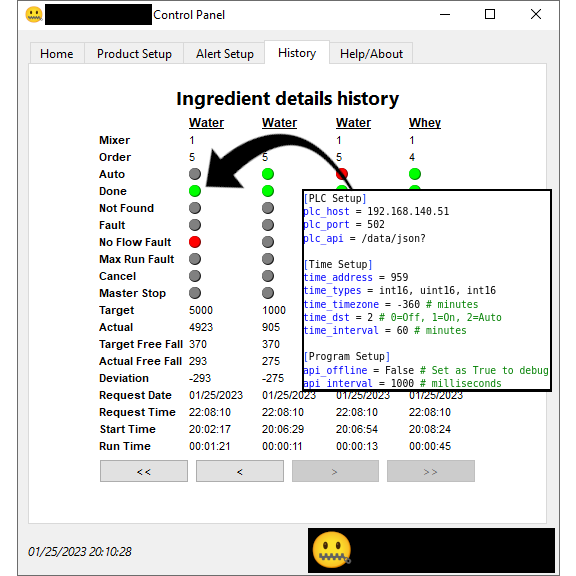 Control Panel
Home Product Setup Alert Setup History Help/About
Ingredient details history
Water Water Water Whey
Mixer 1 1 1
Order 5 5 5 4
Auto
Done
Not Found
Fault
No Flow Fault
Max Run Fault
Cancel
Master Stop
Target 5000 1000
Actual 4923 905
Target Free Fall 370 370
Actual Free Fall 293 275
Deviation -293 -275
Request Date 01/25/2023 01/25/2023 01/25/2023 01/25/2023
Request Time 22:08:10 22:08:10 22:08:10 22:08:10
Start Time 20:02:17 20:06:29 20:06:54 20:08:24
Run Time 00:01:21 00:00:11 00:00:13 00:00:45
[PLC Setup]
plc_host = 192.168.140.51
plc_port = 502
plc_api = /data/json?
[Time Setup]
time_address = 959
time_types = int16, uint16, int16
time_timezone = -360 # minutes
time_dst = 2 # 0=Off, 1=On, 2=Auto
time_interval = 60 # minutes
[Program Setup]
api_offline = False # Set as True to debug
api_interval = 1000 # milliseconds
<< < > >>
01/25/2023 20:10:28